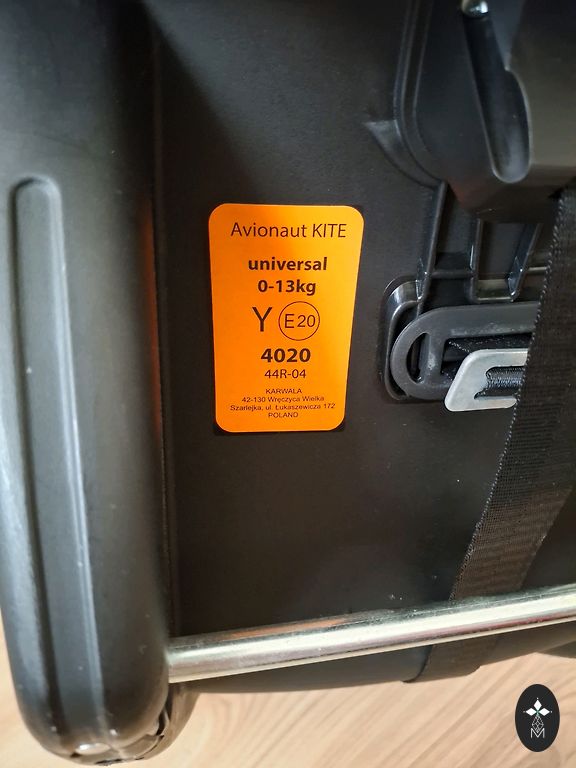 Avionaut KITE
universal
0-13kg
Y E20
4020
44R-04
KARWALA
42-130 Wręczyca Wielka
Szarlejka, ul. Łukaszewicza 172
POLAND
M